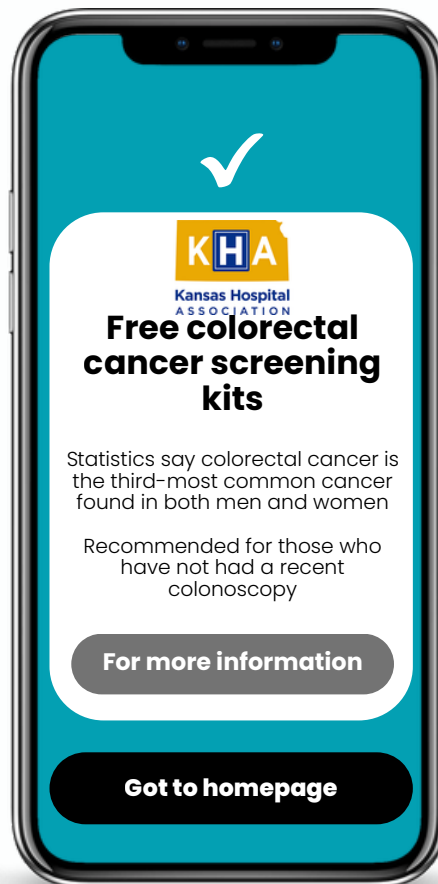 KHA
Kansas Hospital
ASSOCIATION
Free colorectal
cancer screening
kits
Statistics say colorectal cancer is
the third-most common cancer
found in both men and women
Recommended for those who
have not had a recent
colonoscopy
For more information
Got to homepage